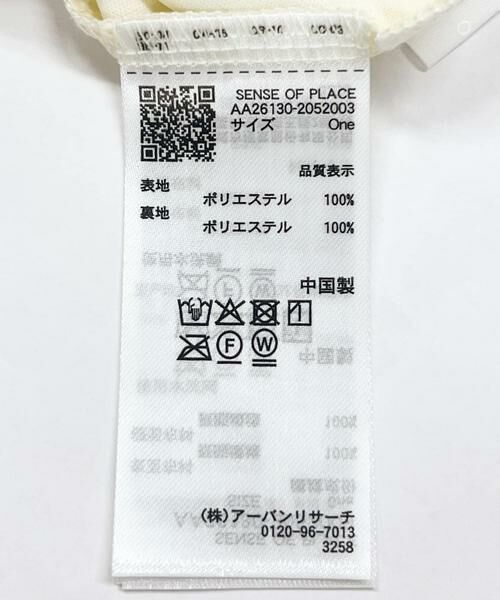 SENSE OF PLACE
AA26130-2052003
サイズ One
品質表示
表地
ポリエステル 100%
裏地
ポリエステル 100%
中国製
F W
(株)アーバンリサーチ
0120-96-7013
3258